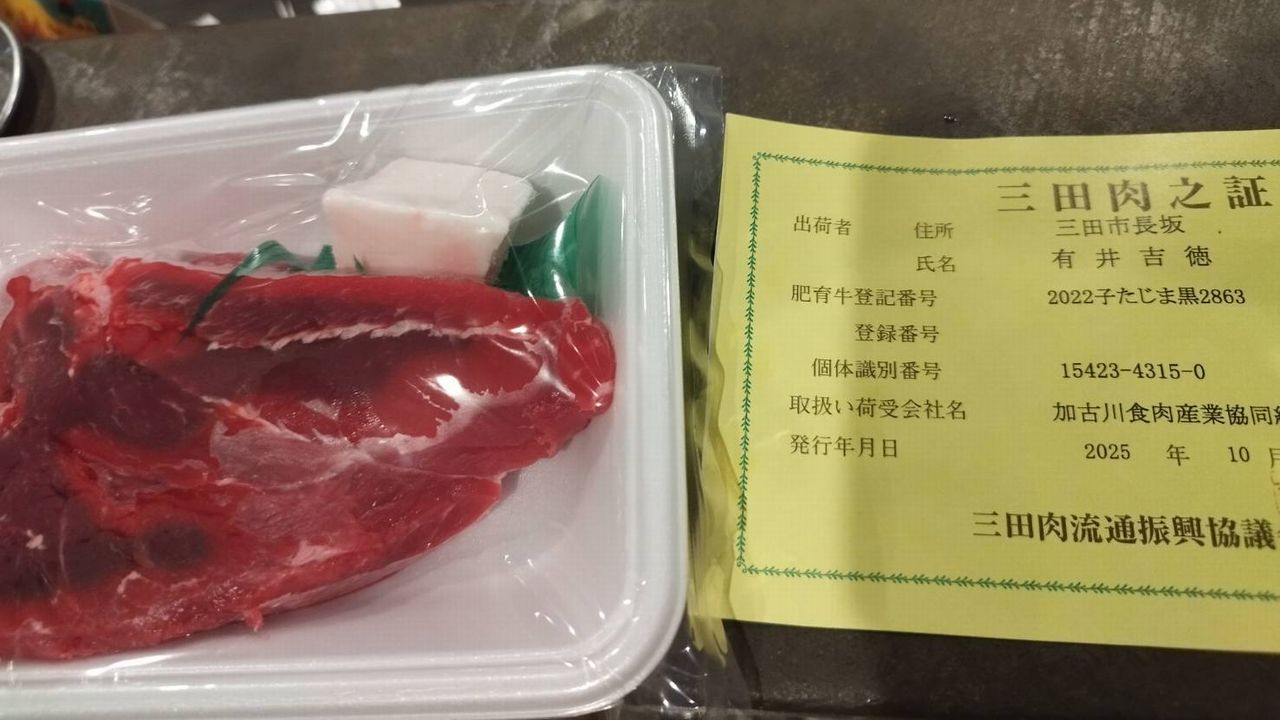 三田肉之証
出荷者 住所 三田市長坂
氏名 有井吉徳
肥育牛登記番号 2022子たじま黒2863
登録番号
個体識別番号 15423-4315-0
取扱い荷受会社名 加古川食肉産業協同
発行年月日 2025 年 10 月
三田肉流通振興協議